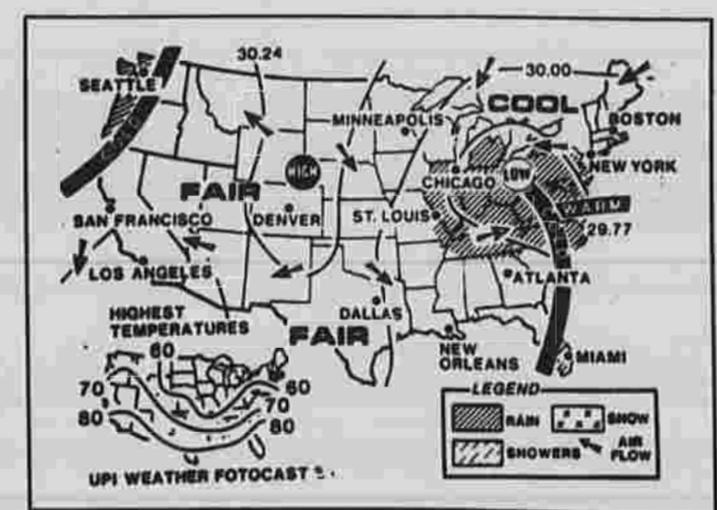 30.24
30.00
SEATTLE
COOL
MINNEAPOLIS
BOSTON
HIGH
CHICAGO
LOW
NEW YORK
FAIR
WARM
SAN FRANCISCO
DENVER
ST. LOUIS
29.77
LOS ANGELES
ATLANTA
HIGHEST
TEMPERATURES
DALLAS
FAIR
60
NEW
ORLEANS
MIAMI
70
60
70
80
80
LEGEND
RAIN
SNOW
SHOWERS
AIR
FLOW
UPI WEATHER FOTOCAST